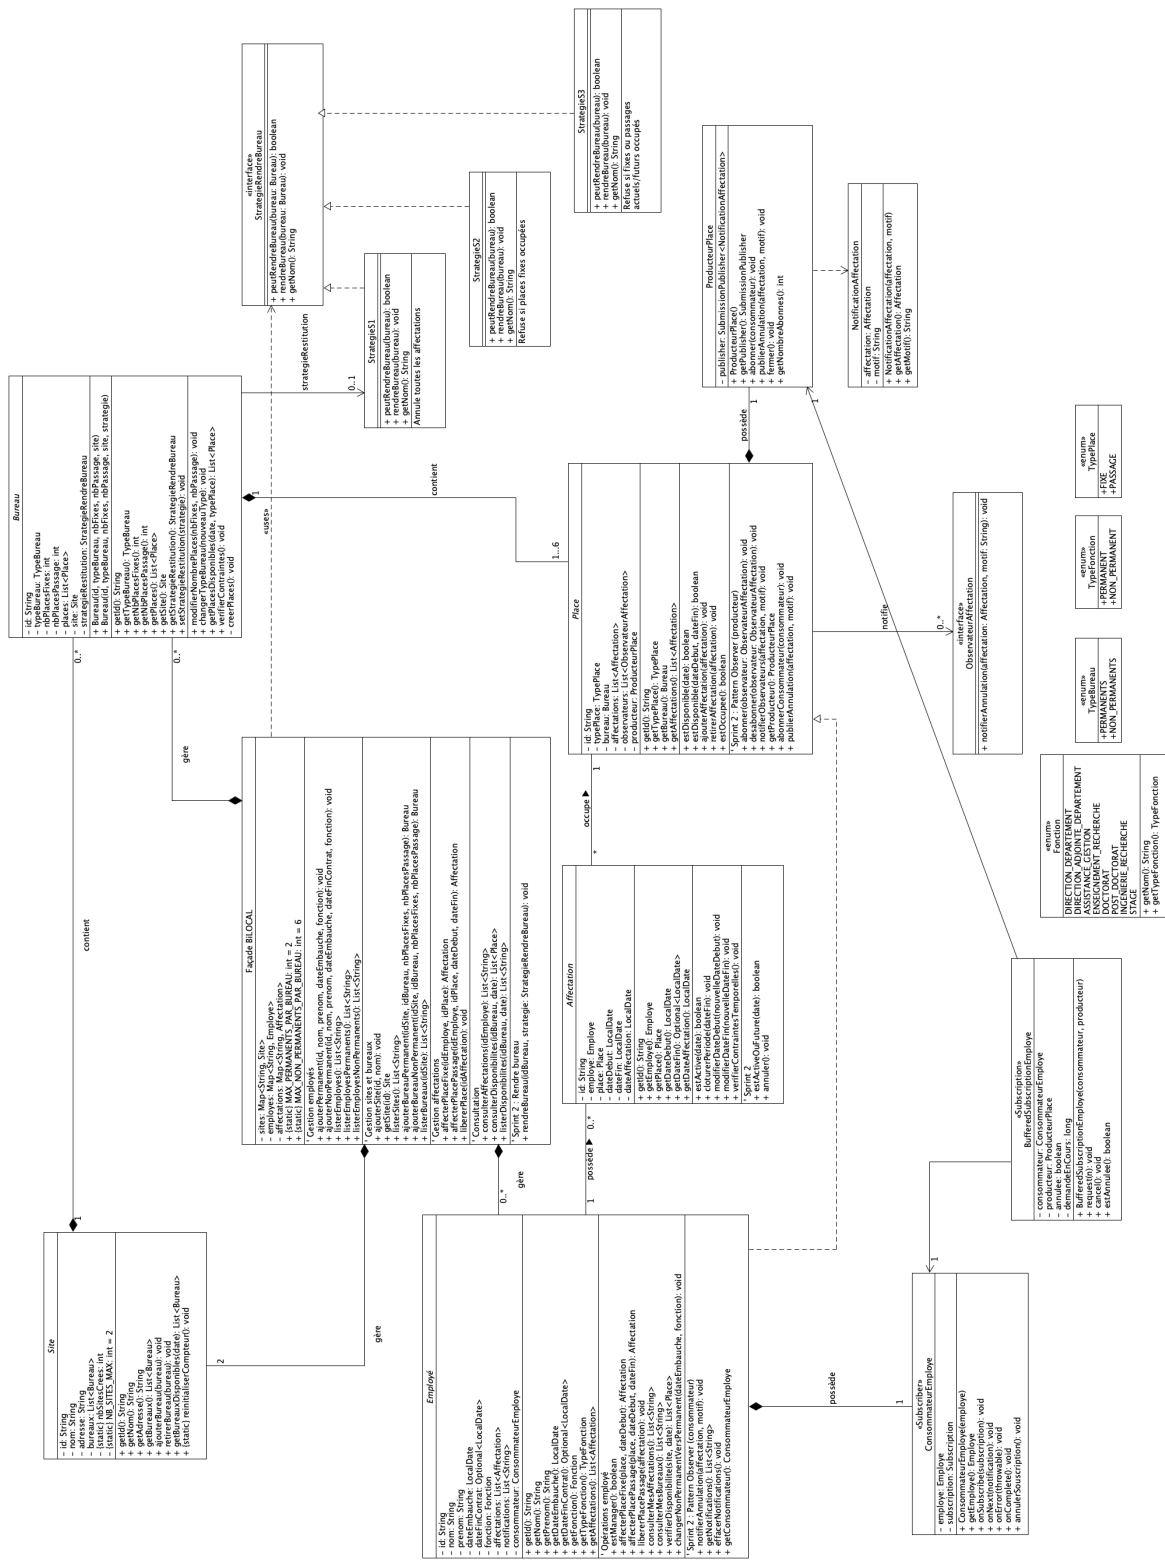 Site
- id: String
- nom: String
- adresse: String
- bureaux: List<Bureau>
- (static) nbSitesCrees: int
- (static) NB_SITES_MAX: int = 2
+ getId(): String
+ getNom(): String
+ getAdresse(): String
+ getBureaux(): List<Bureau>
+ ajouterBureau(bureau): void
+ retirerBureau(bureau): void
+ getBureauxDisponibles(date): List<Bureau>
+ (static) reinitialiserCompteur(): void
1
contient
0..*
2
gère
Bureau
- id: String
- typeBureau: TypeBureau
- nbPlacesFixes: int
- nbPlacesPassage: int
- places: List<Place>
- site: Site
- strategieRestitution: StrategieRendreBureau
+ Bureau(id, typeBureau, nbFixes, nbPassage, site)
+ Bureau(id, typeBureau, nbFixes, nbPassage, site, strategie)
+ getId(): String
+ getTypeBureau(): TypeBureau
+ getNbPlacesFixes(): int
+ getNbPlacesPassage(): int
+ getPlaces(): List<Place>
+ getSite(): Site
+ getStrategieRestitution(): StrategieRendreBureau
+ setStrategieRestitution(strategie): void
+ modifierNombrePlaces(nbFixes, nbPassage): void
+ changerTypeBureau(nouveauType): void
+ getPlacesDisponibles(date, typePlace): List<Place>
+ verifierContraintes(): void
- creerPlaces(): void
0..*
gère
1
contient
1...6
strategieRestitution
0..1
«uses»
«interface»
StrategieRendreBureau
+ peutRendreBureau(bureau: Bureau): boolean
+ rendreBureau(bureau: Bureau): void
+ getNom(): String
StrategieS1
+ peutRendreBureau(bureau): boolean
+ rendreBureau(bureau): void
+ getNom(): String
Annule toutes les affectations
StrategieS2
+ peutRendreBureau(bureau): boolean
+ rendreBureau(bureau): void
+ getNom(): String
Refuse si places fixes occupées
StrategieS3
+ peutRendreBureau(bureau): boolean
+ rendreBureau(bureau): void
+ getNom(): String
Refuse si fixes ou passages
actuels/futurs occupés
Façade BiLOCAL
- sites: Map<String, Site>
- employes: Map<String, Employe>
- affectations: Map<String, Affectation>
+ (static) MAX_PERMANENTS_PAR_BUREAU: int = 2
+ (static) MAX_NON_PERMANENTS_PAR_BUREAU: int = 6
' Gestion employés
+ ajouterPermanent(id, nom, prenom, dateEmbauche, fonction): void
+ ajouterNonPermanent(id, nom, prenom, dateEmbauche, dateFinContrat, fonction): void
+ listerEmployes(): List<String>
+ listerEmployesPermanents(): List<String>
+ listerEmployesNonPermanents(): List<String>
' Gestion sites et bureaux
+ ajouterSite(id, nom): void
+ getSite(id): Site
+ listerSites(): List<String>
+ ajouterBureauPermanent(idSite, idBureau, nbPlacesFixes, nbPlacesPassage): Bureau
+ ajouterBureauNonPermanent(idSite, idBureau, nbPlacesFixes, nbPlacesPassage): Bureau
+ listerBureaux(idSite): List<String>
' Gestion affectations
+ affecterPlaceFixe(idEmploye, idPlace): Affectation
+ affecterPlacePassage(idEmploye, idPlace, dateDebut, dateFin): Affectation
+ libererPlace(idAffectation): void
' Consultation
+ consulterAffectations(idEmploye): List<String>
+ consulterDisponibilites(idBureau, date): List<Place>
+ listerDisponibilites(idBureau, date): List<String>
' Sprint 2 : Rendre bureau
+ rendreBureau(idBureau, strategie: StrategieRendreBureau): void
gère
0..*
Employé
- id: String
- nom: String
- prenom: String
- dateEmbauche: LocalDate
- dateFinContrat: Optional<LocalDate>
- fonction: Fonction
- affectations: List<Affectation>
- notifications: List<String>
- consommateur: ConsommateurEmploye
+ getId(): String
+ getNom(): String
+ getPrenom(): String
+ getDateEmbauche(): LocalDate
+ getDateFinContrat(): Optional<LocalDate>
+ getFonction(): Fonction
+ getTypeFonction(): TypeFonction
+ getAffectations(): List<Affectation>
' Opérations employé
+ estManager(): boolean
+ affecterPlaceFixe(place, dateDebut): Affectation
+ affecterPlacePassage(place, dateDebut, dateFin): Affectation
+ libererPlacePassage(affectation): void
+ consulterMesAffectations(): List<String>
+ consulterMesBureaux(): List<String>
+ verifierDisponibilite(site, date): List<Place>
+ changerNonPermanentVersPermanent(dateEmbauche, fonction): void
' Sprint 2 : Pattern Observer (consommateur)
+ notifierAnnulation(affectation, motif): void
+ getNotifications(): List<String>
+ effacerNotifications(): void
+ getConsommateur(): ConsommateurEmploye
1
possède ▶
0..*
Affectation
- id: String
- employe: Employe
- place: Place
- dateDebut: LocalDate
- dateFin: LocalDate
- dateAffectation: LocalDate
+ getId(): String
+ getEmploye(): Employe
+ getPlace(): Place
+ getDateDebut(): LocalDate
+ getDateFin(): Optional<LocalDate>
+ getDateAffectation(): LocalDate
+ estActive(date): boolean
+ cloturerPeriode(dateFin): void
+ modifierDateDebut(nouvelleDateDebut): void
+ modifierDateFin(nouvelleDateFin): void
+ verifierContraintesTemporelles(): void
' Sprint 2
+ estActiveOuFuture(date): boolean
+ annuler(): void
*
occupe ▶
1
Place
- id: String
- typePlace: TypePlace
- bureau: Bureau
- affectations: List<Affectation>
- observateurs: List<ObservateurAffectation>
- producteur: ProducteurPlace
+ getId(): String
+ getTypePlace(): TypePlace
+ getBureau(): Bureau
+ getAffectations(): List<Affectation>
+ estDisponible(date): boolean
+ estDisponible(dateDebut, dateFin): boolean
+ ajouterAffectation(affectation): void
+ retirerAffectation(affectation): void
+ estOccupee(): boolean
' Sprint 2 : Pattern Observer (producteur)
+ abonner(observateur: ObservateurAffectation): void
+ desabonner(observateur: ObservateurAffectation): void
+ notifierObservateurs(affectation, motif): void
+ getProducteur(): ProducteurPlace
+ abonnerConsommateur(consommateur): void
+ publierAnnulation(affectation, motif): void
possède
1
ProducteurPlace
- publisher: SubmissionPublisher<NotificationAffectation>
+ ProducteurPlace()
+ getPublisher(): SubmissionPublisher
+ abonner(consommateur): void
+ publierAnnulation(affectation, motif): void
+ fermer(): void
+ getNombreAbonnes(): int
1
NotificationAffectation
- affectation: Affectation
- motif: String
+ NotificationAffectation(affectation, motif)
+ getAffectation(): Affectation
+ getMotif(): String
notifie
0..*
«interface»
ObservateurAffectation
+ notifierAnnulation(affectation: Affectation, motif: String): void
possède
1
«Subscriber»
ConsommateurEmploye
- employe: Employe
- subscription: Subscription
+ ConsommateurEmploye(employe)
+ getEmploye(): Employe
+ onSubscribe(subscription): void
+ onNext(notification): void
+ onError(throwable): void
+ onComplete(): void
+ annulerSouscription(): void
1
«Subscription»
BufferedSubscriptionEmploye
- consommateur: ConsommateurEmploye
- producteur: ProducteurPlace
- annulee: boolean
- demandeEnCours: long
+ BufferedSubscriptionEmploye(consommateur, producteur)
+ request(n): void
+ cancel(): void
+ estAnnulee(): boolean
«enum»
Fonction
DIRECTION_DEPARTEMENT
DIRECTION_ADJOINTE_DEPARTEMENT
ASSISTANCE_GESTION
ENSEIGNEMENT_RECHERCHE
DOCTORAT
POST_DOCTORAT
INGENIERIE_RECHERCHE
STAGE
+ getNom(): String
+ getTypeFonction(): TypeFonction
«enum»
TypeBureau
+PERMANENTS
+NON_PERMANENTS
«enum»
TypeFonction
+PERMANENT
+NON_PERMANENT
«enum»
TypePlace
+FIXE
+PASSAGE